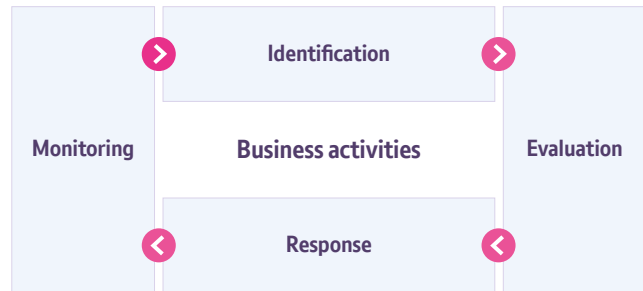 Identification
Monitoring
Business activities
Evaluation
Response